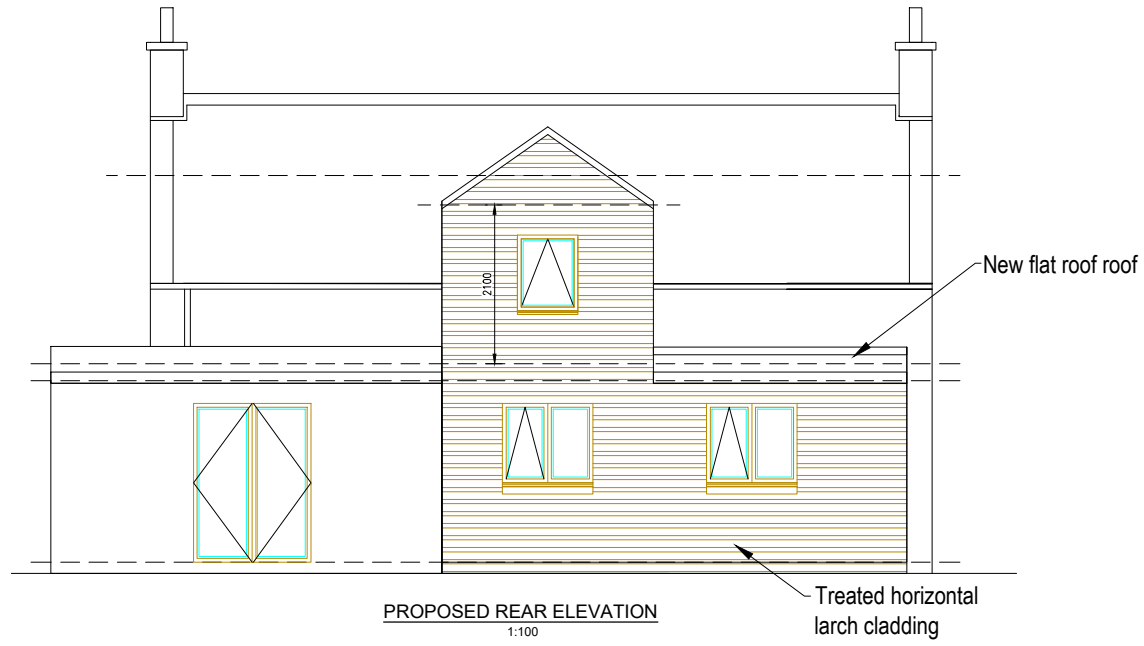 2100
New flat roof roof
Treated horizontal
larch cladding
PROPOSED REAR ELEVATION
1:100